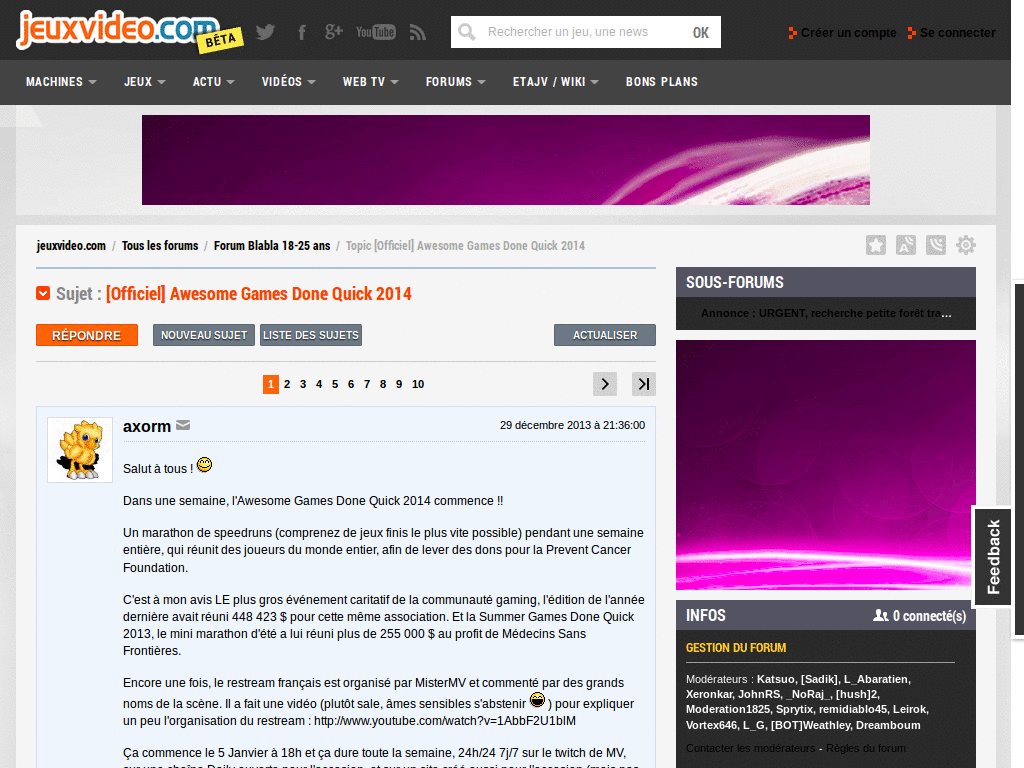 jeuxvideo.com
BÊTA
f
g+
YouTube
Rechercher un jeu, une news
OK
Créer un compte
Se connecter
MACHINES
JEUX
ACTU
VIDÉOS
WEB TV
FORUMS
ETAJV / WIKI
BONS PLANS
jeuxvideo.com / Tous les forums / Forum Blabla 18-25 ans / Topic [Officiel] Awesome Games Done Quick 2014
Sujet : [Officiel] Awesome Games Done Quick 2014
RÉPONDRE
NOUVEAU SUJET
LISTE DES SUJETS
ACTUALISER
1 2 3 4 5 6 7 8 9 10
axorm
29 décembre 2013 à 21:36:00
Salut à tous !
Dans une semaine, l'Awesome Games Done Quick 2014 commence !!
Un marathon de speedruns (comprenez de jeux finis le plus vite possible) pendant une semaine
entière, qui réunit des joueurs du monde entier, afin de lever des dons pour la Prevent Cancer
Foundation.
C'est à mon avis LE plus gros événement caritatif de la communauté gaming, l'édition de l'année
dernière avait réuni 448 423 $ pour cette même association. Et la Summer Games Done Quick
2013, le mini marathon d'été a lui réuni plus de 255 000 $ au profit de Médecins Sans
Frontières.
Encore une fois, le restream français est organisé par MisterMV et commenté par des grands
noms de la scène. Il a fait une vidéo (plutôt sale, âmes sensibles s'abstenir ) pour expliquer
un peu l'organisation du restream : http://www.youtube.com/watch?v=1AbbF2U1bIM
Ça commence le 5 Janvier à 18h et ça dure toute la semaine, 24h/24 7j/7 sur le twitch de MV,
SOUS-FORUMS
Annonce : URGENT, recherche petite forêt tra...
INFOS
0 connecté(s)
GESTION DU FORUM
Modérateurs : Katsuo, [Sadik], L_Abaratien,
Xeronkar, JohnRS, _NoRaj_, [hush]2,
Moderation1825, Sprytix, remidiablo45, Leirok,
Vortex646, L_G, [BOT]Weathley, Dreamboum
Contacter les modérateurs - Règles du forum
Feedback